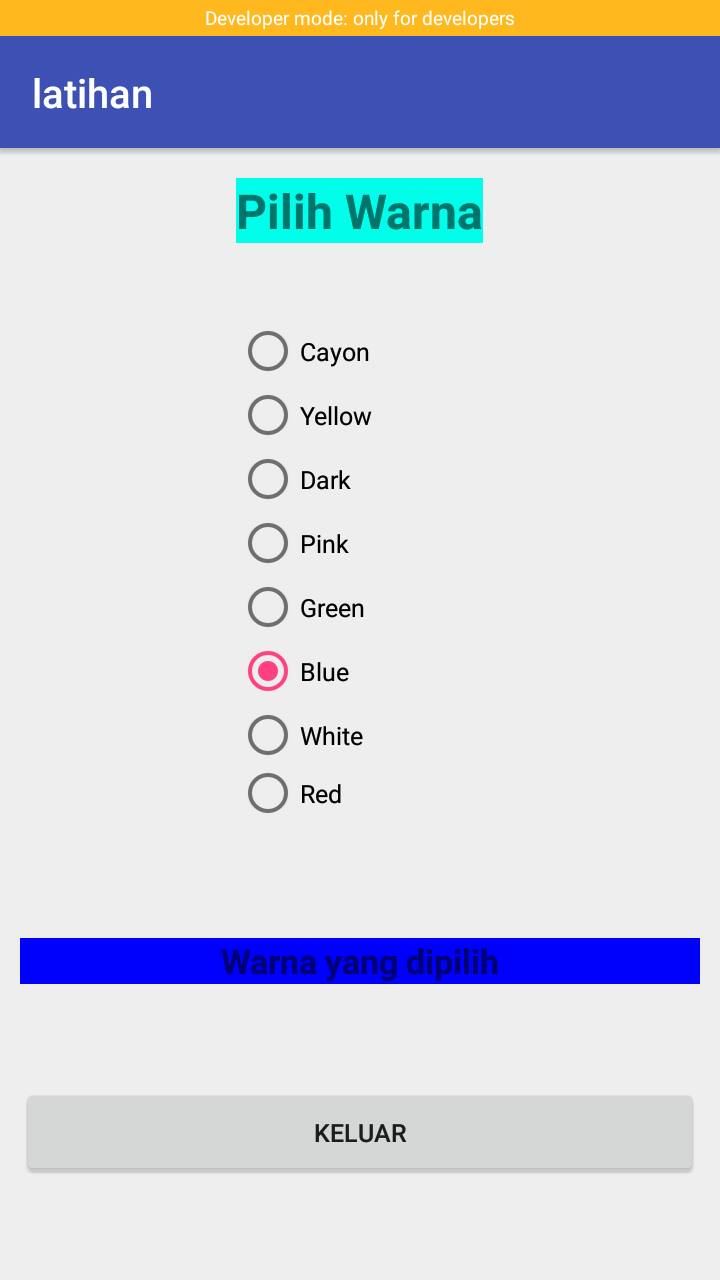 Developer mode: only for developers
latihan
Pilih Warna
Cayon
Yellow
Dark
Pink
Green
Blue
White
Red
Warna yang dipilih
KELUAR